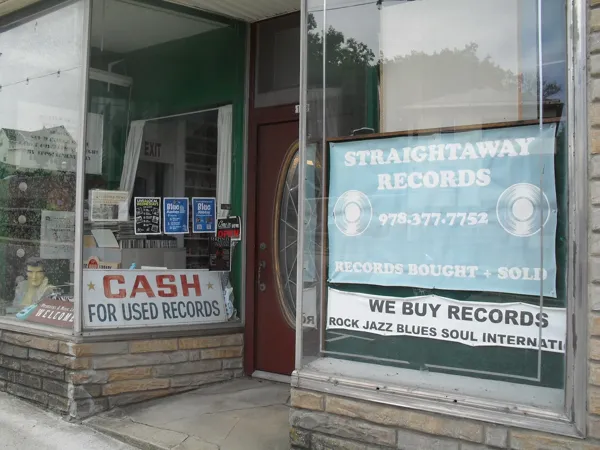 EXIT
CASH
FOR USED RECORDS
WELCOME
STRAIGHTAWAY
RECORDS
978.377.7752
RECORDS BOUGHT + SOLD
WE BUY RECORDS
ROCK JAZZ BLUES SOUL INTERNATI